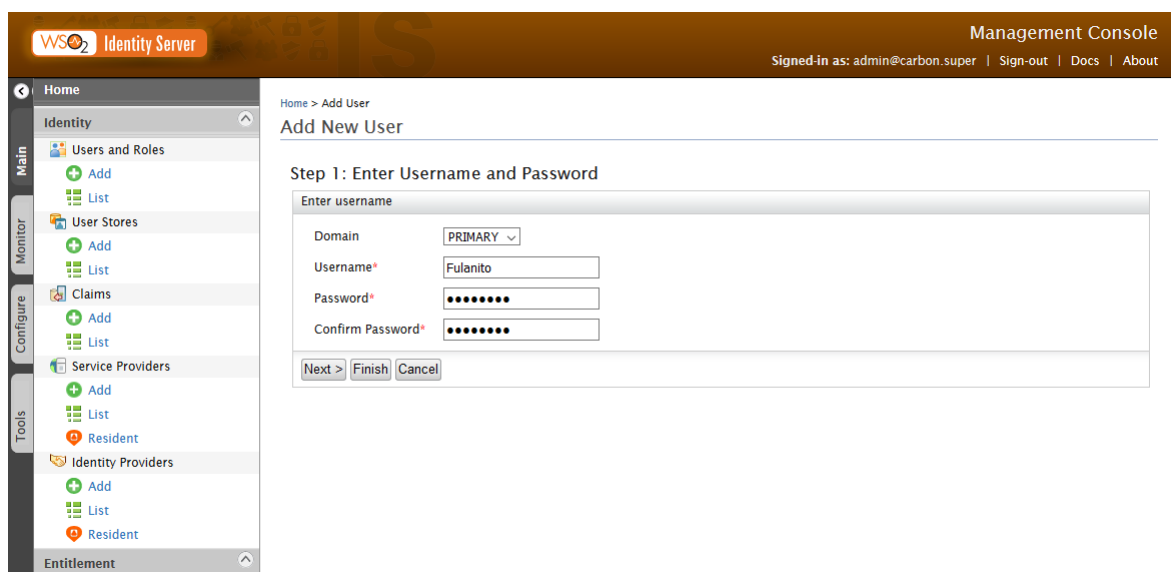 WSO2 Identity Server
Management Console
Signed-in as: admin@carbon.super | Sign-out | Docs | About
Main
Monitor
Configure
Tools
Home
Identity
Users and Roles
Add
List
User Stores
Add
List
Claims
Add
List
Service Providers
Add
List
Resident
Identity Providers
Add
List
Resident
Entitlement
Home > Add User
Add New User
Step 1: Enter Username and Password
Enter username
Domain PRIMARY
Username* Fulanito
Password* ●●●●●●●●
Confirm Password* ●●●●●●●●
Next > Finish Cancel